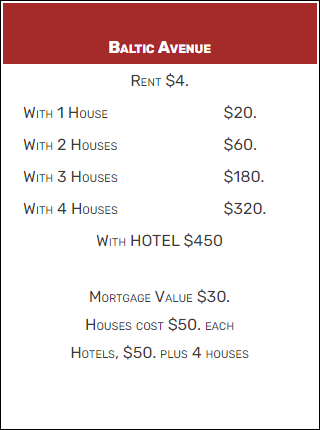 Baltic Avenue
Rent $4.
With 1 House $20.
With 2 Houses $60.
With 3 Houses $180.
With 4 Houses $320.
With HOTEL $450
Mortgage Value $30.
Houses cost $50. each
Hotels, $50. plus 4 houses